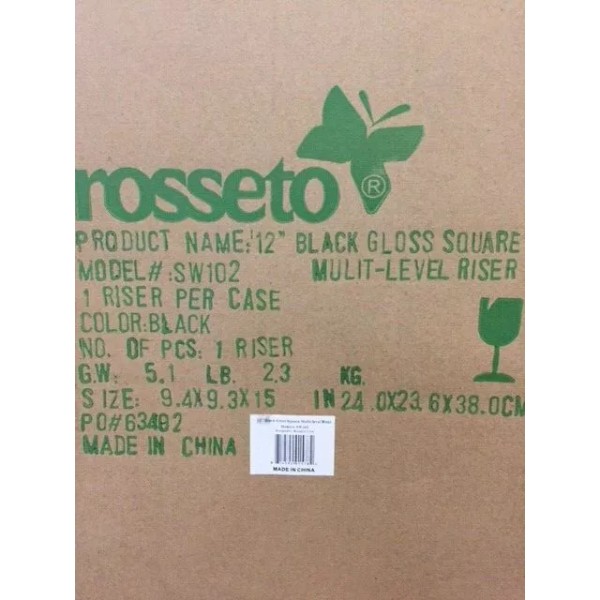 rosseto®
PRODUCT NAME: 12" BLACK GLOSS SQUARE
MODEL#:SW102 MULIT-LEVEL RISER
1 RISER PER CASE
COLOR:BLACK
NO. OF PCS: 1 RISER
G.W: 5.1 LB. 2.3 KG.
SIZE: 9.4X9.3X15 IN 24.0X23.6X38.0CM
PO#63492
MADE IN CHINA
MADE IN CHINA